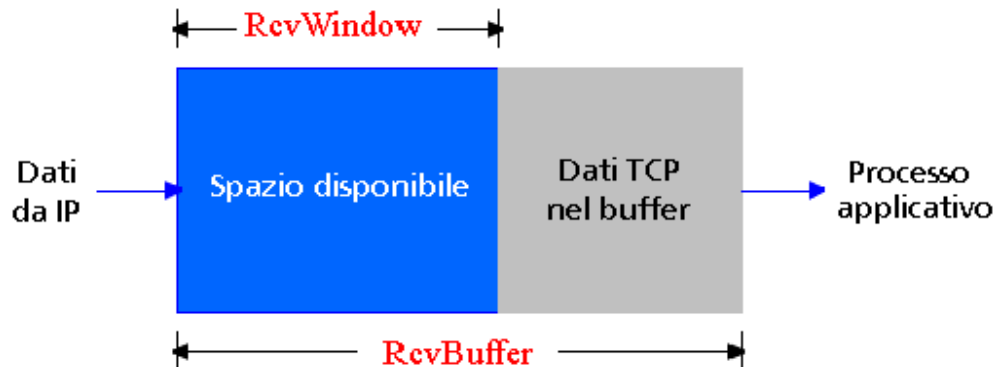 RcvWindow
Dati
da IP
Spazio disponibile
Dati TCP
nel buffer
Processo
applicativo
RcvBuffer